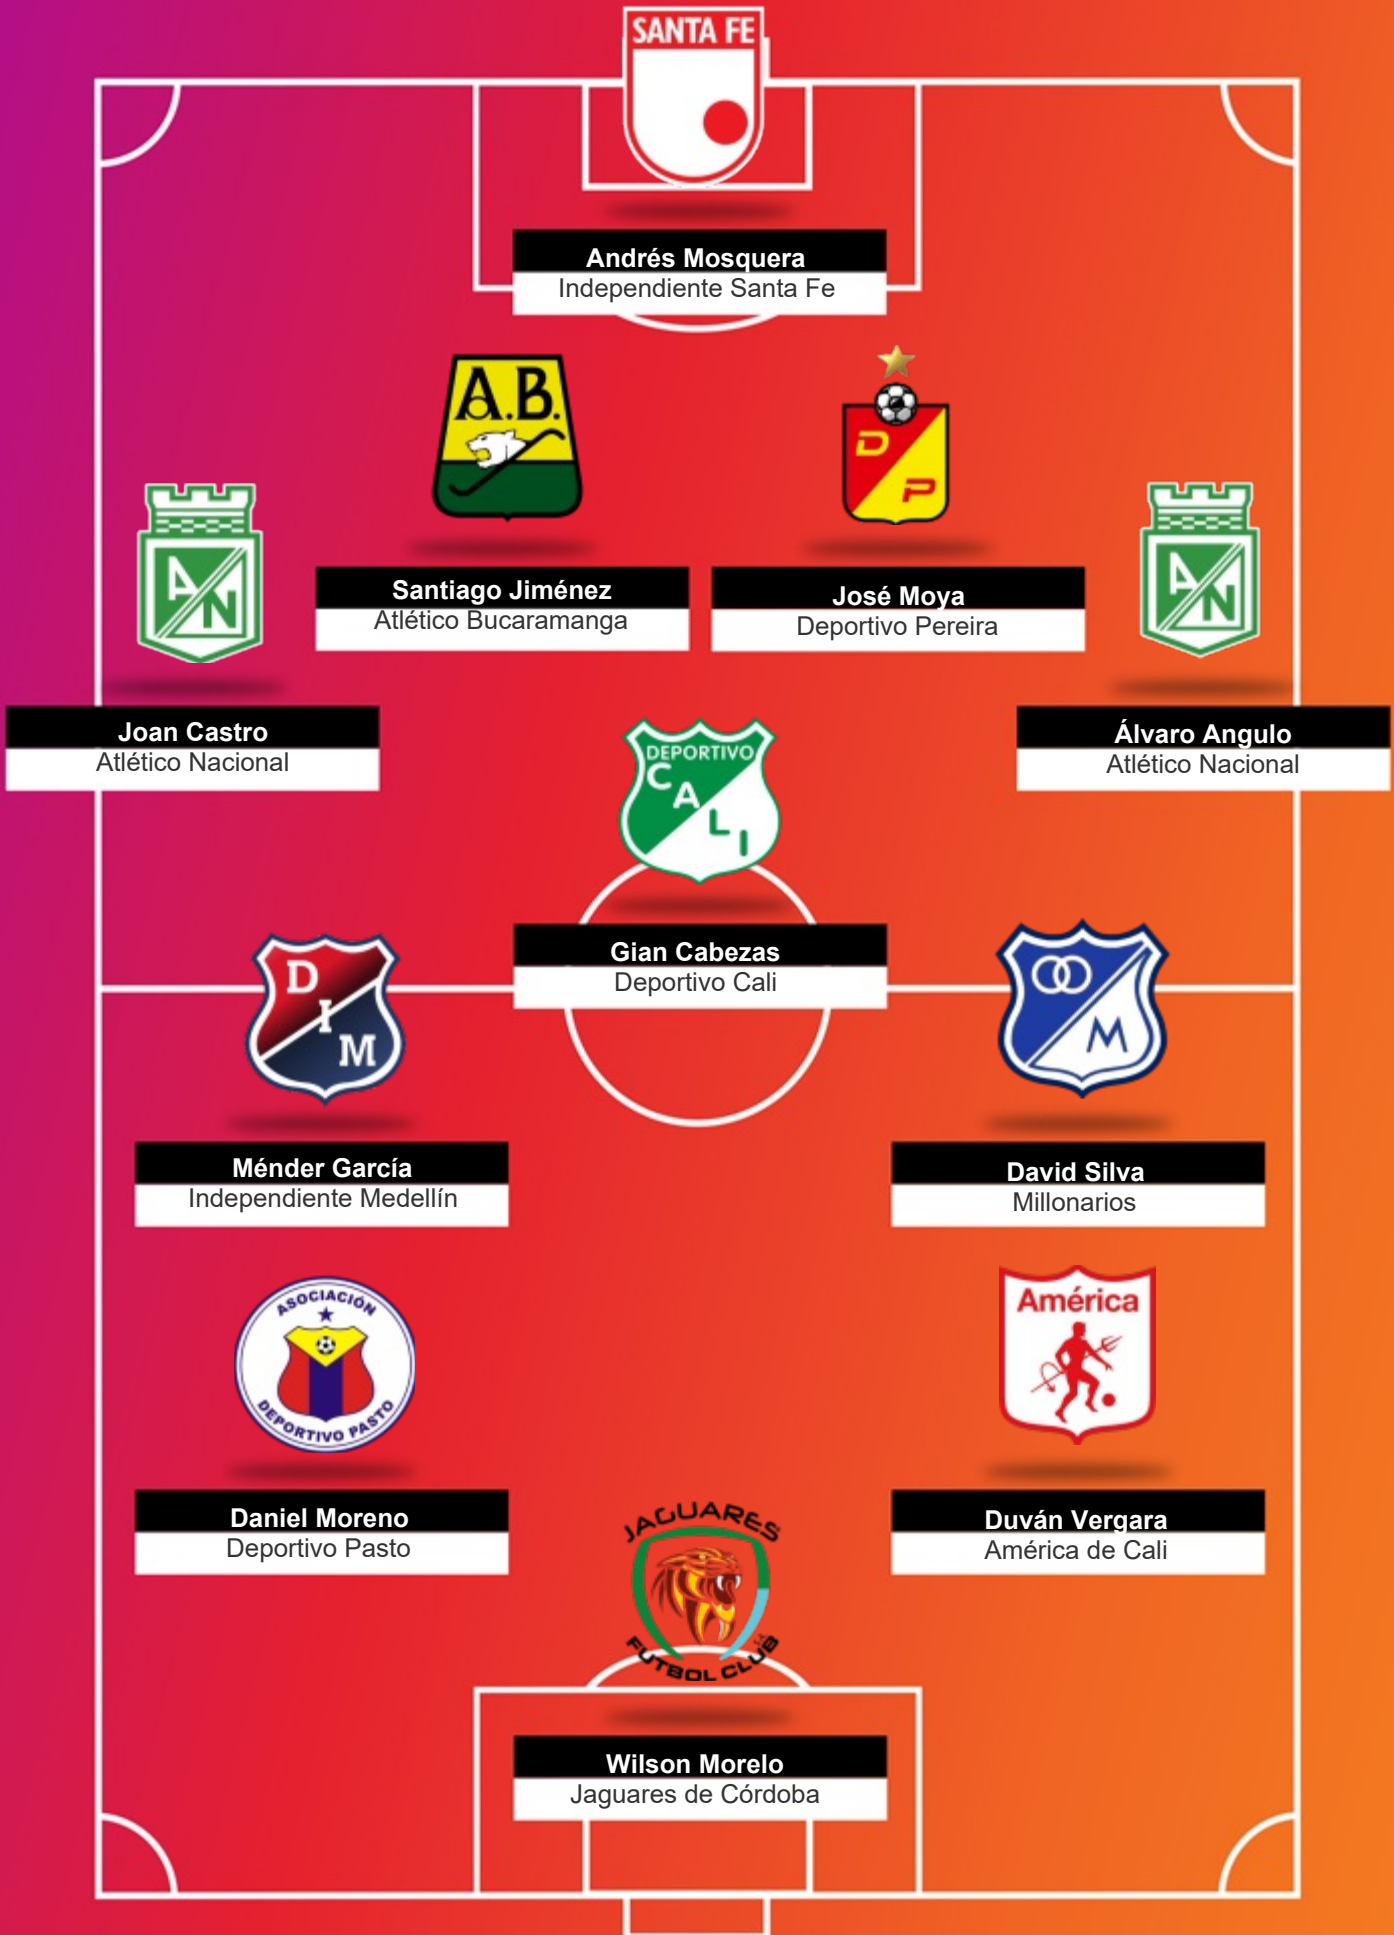 SANTA FE
Andrés Mosquera
Independiente Santa Fe
A.B.
D
P
Santiago Jiménez
Atlético Bucaramanga
José Moya
Deportivo Pereira
AN
AN
Joan Castro
Atlético Nacional
Álvaro Angulo
Atlético Nacional
DEPORTIVO
CALI
Gian Cabezas
Deportivo Cali
DIM
M
Ménder García
Independiente Medellín
David Silva
Millonarios
ASOCIACIÓN
DEPORTIVO PASTO
América
Daniel Moreno
Deportivo Pasto
Duván Vergara
América de Cali
JAGUARES
FUTBOL CLUB
Wilson Morelo
Jaguares de Córdoba